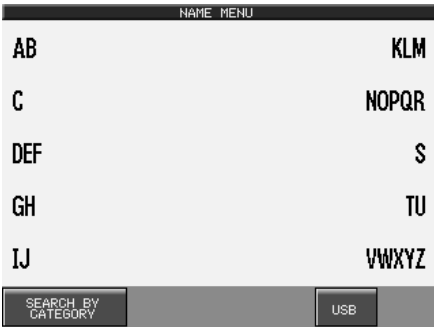 NAME MENU
AB
KLM
C
NOPQR
DEF
S
GH
TU
IJ
VWXYZ
SEARCH BY
CATEGORY
USB